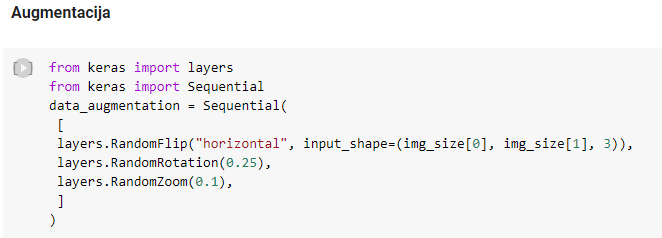 Augmentacija
from keras import layers
from keras import Sequential
data_augmentation = Sequential(
[
layers.RandomFlip("horizontal", input_shape=(img_size[0], img_size[1], 3)),
layers.RandomRotation(0.25),
layers.RandomZoom(0.1),
]
)